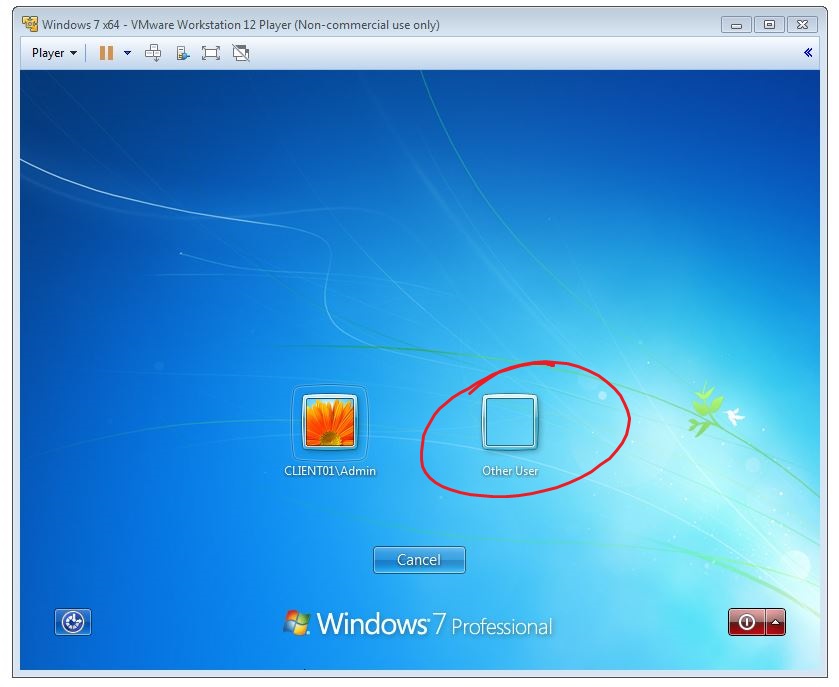 Windows 7 x64 - VMware Workstation 12 Player (Non-commercial use only)
Player
CLIENT01\Admin
Other User
Cancel
Windows 7 Professional